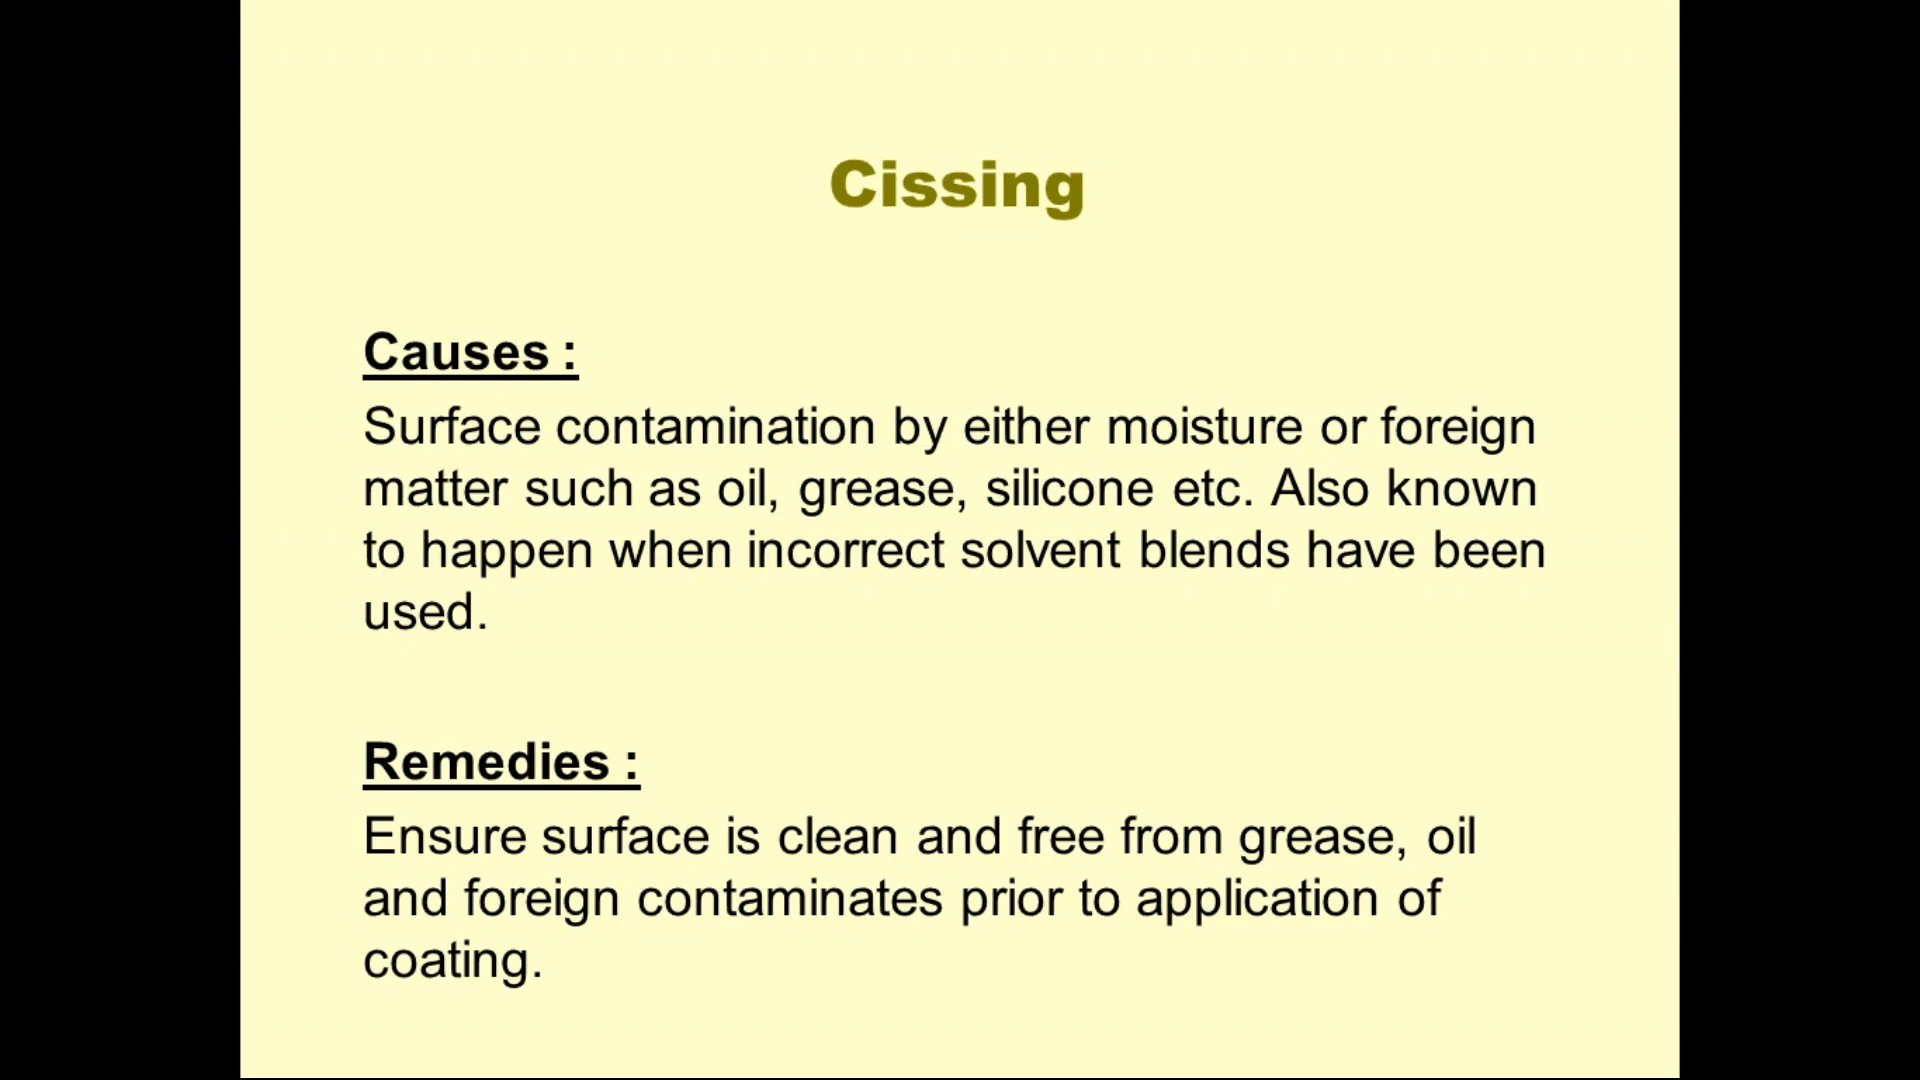 Cissing
Causes :
Surface contamination by either moisture or foreign
matter such as oil, grease, silicone etc. Also known
to happen when incorrect solvent blends have been
used.
Remedies :
Ensure surface is clean and free from grease, oil
and foreign contaminates prior to application of
coating.